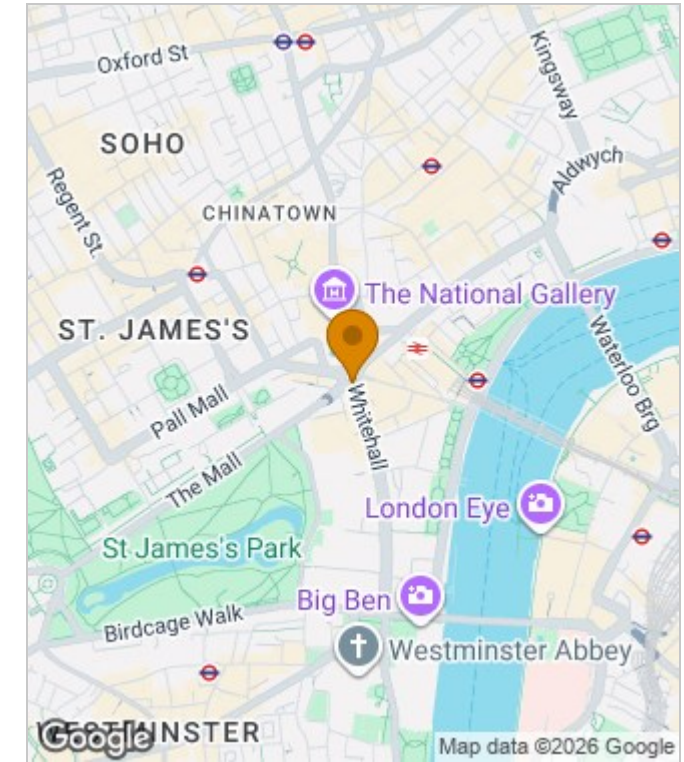 Oxford St
Kingsway
SOHO
Aldwych
Regent St.
CHINATOWN
The National Gallery
ST. JAMES'S
Waterloo Brg
Pall Mall
Whitehall
The Mall
London Eye
St James's Park
Big Ben
Birdcage Walk
Westminster Abbey
WESTMINSTER
Google
Map data ©2026 Google